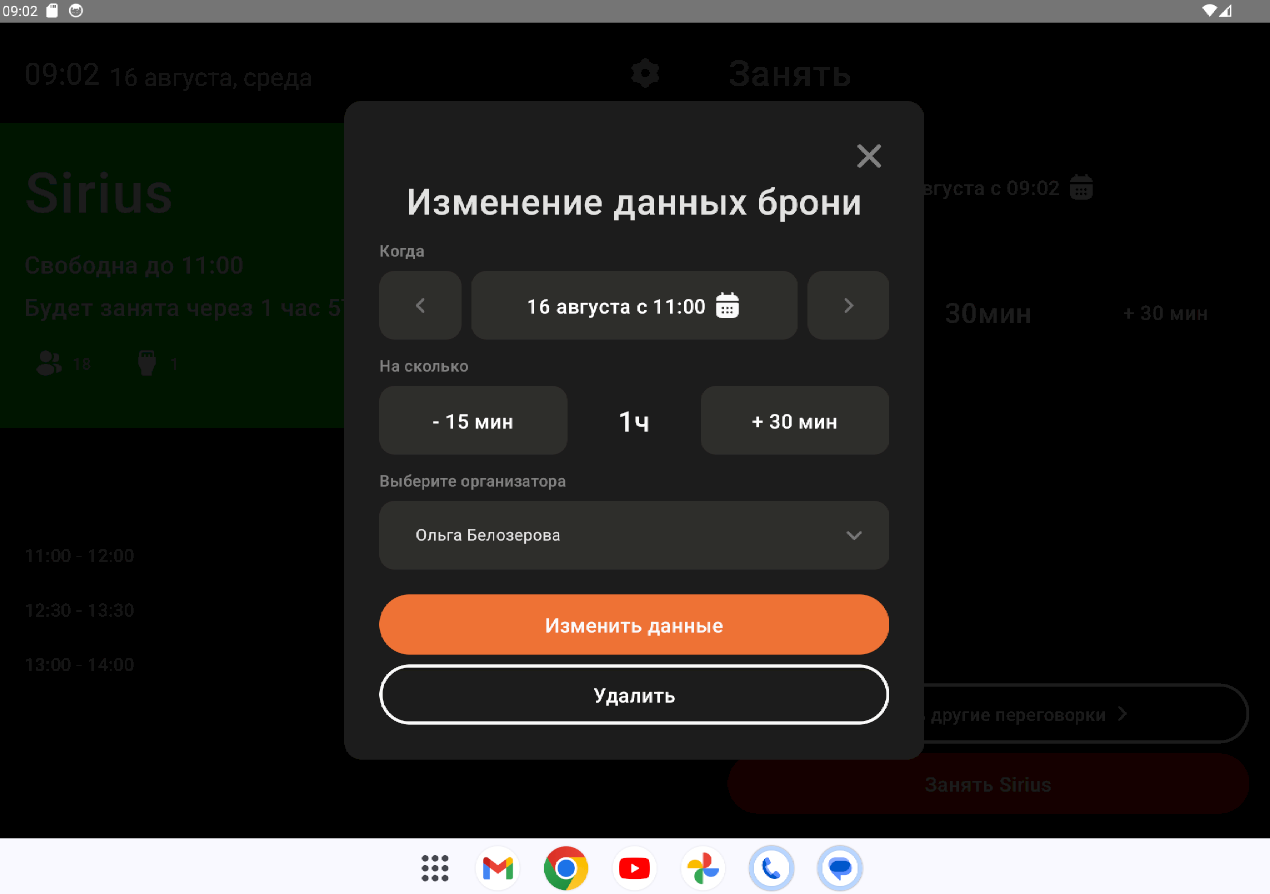 09:02
09:02 16 августа, среда
Занять
Sirius
Свободна до 11:00
Будет занята через 1 час 5
18 1
11:00 - 12:00
12:30 - 13:30
13:00 - 14:00
Изменение данных брони
Когда
16 августа с 11:00
На сколько
- 15 мин 1ч + 30 мин
Выберите организатора
Ольга Белозерова
Изменить данные
Удалить
вгуста с 09:02
30мин + 30 мин
другие переговорки
Занять Sirius